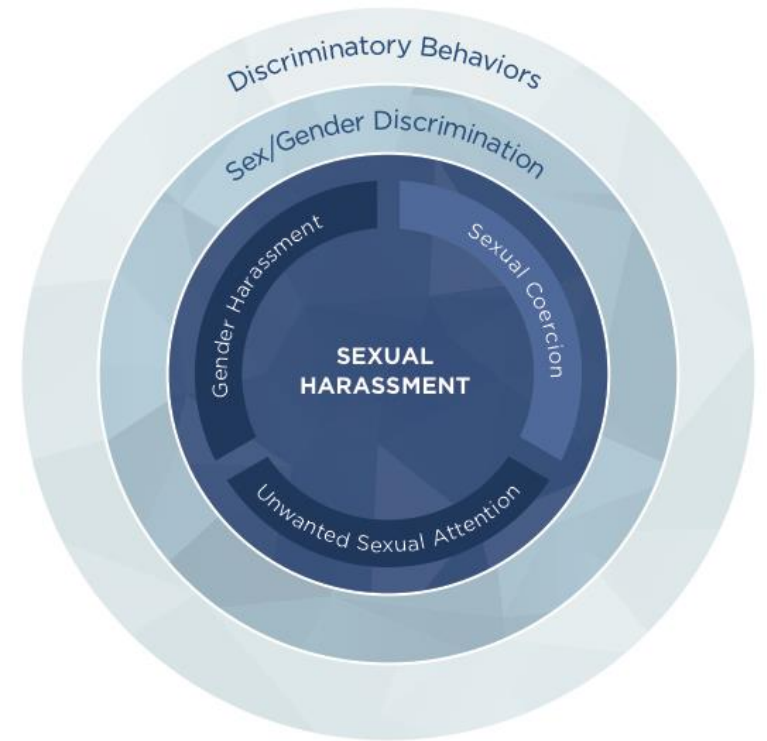 Discriminatory Behaviors
Sex/Gender Discrimination
Gender Harassment
Sexual Coercion
SEXUAL
HARASSMENT
Unwanted Sexual Attention